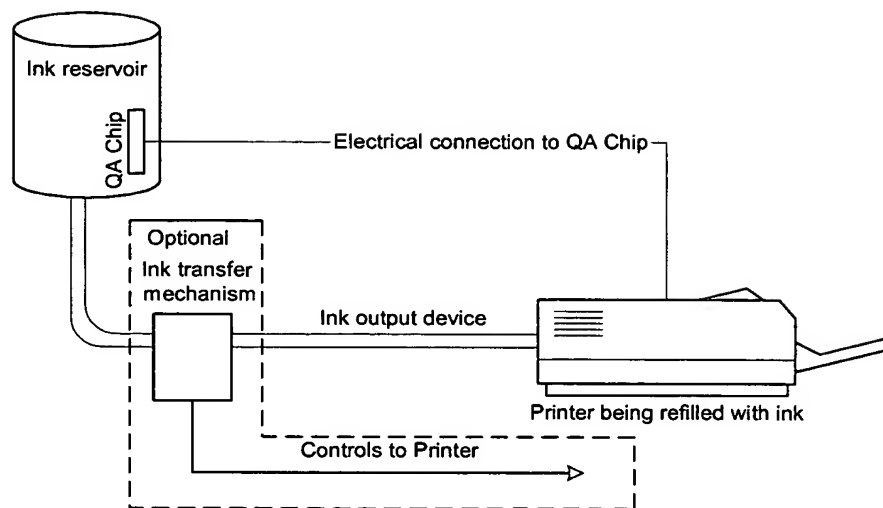 Ink reservoir
QA Chip
Electrical connection to QA Chip
Optional
Ink transfer
mechanism
Ink output device
Printer being refilled with ink
Controls to Printer